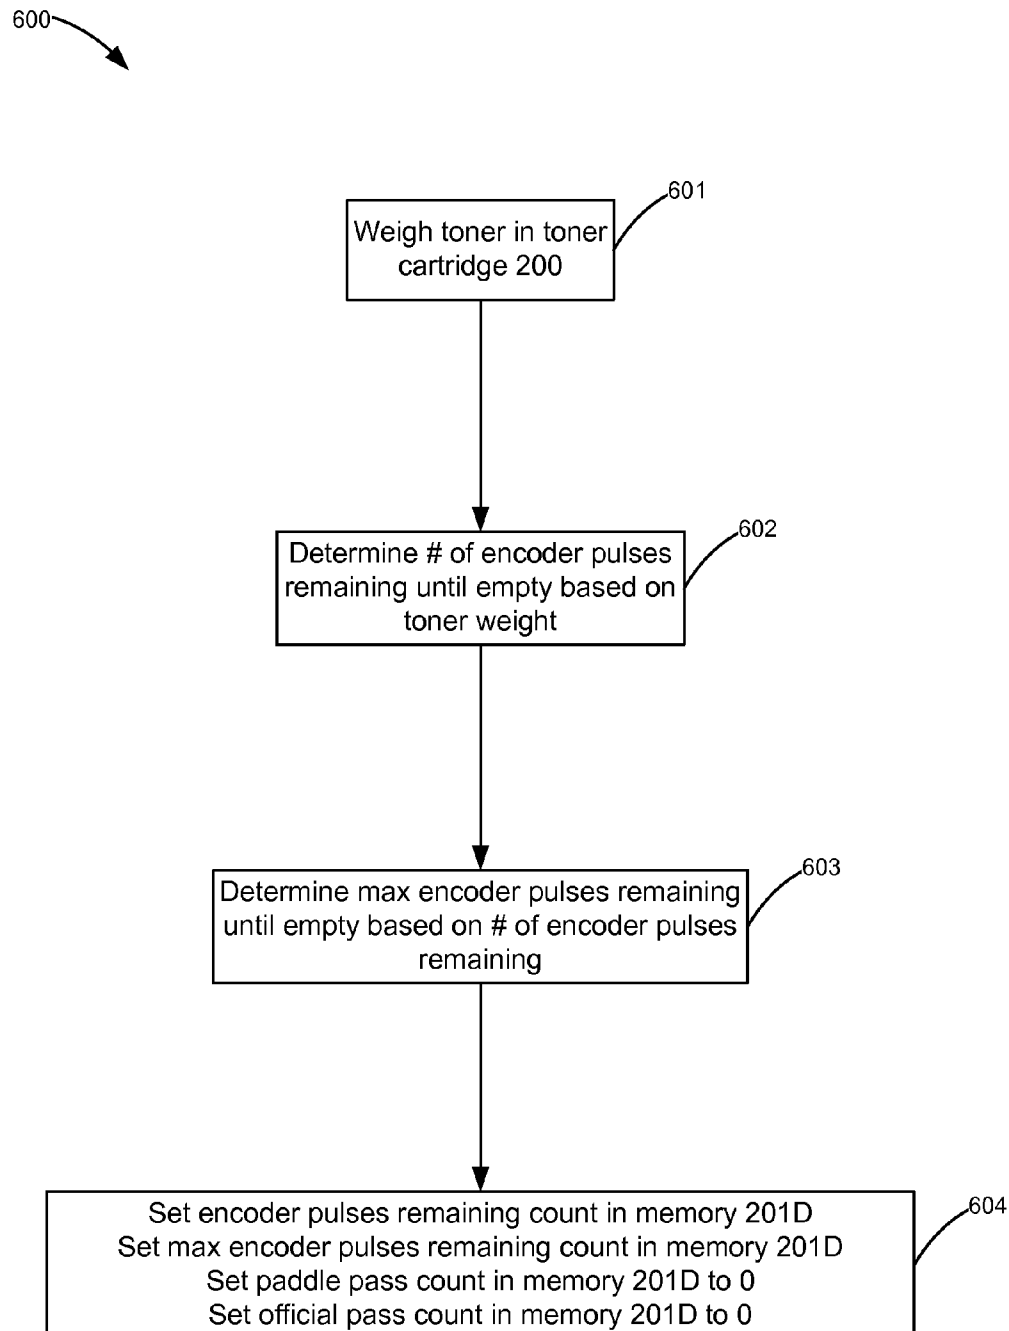 600
601
Weigh toner in toner
cartridge 200
602
Determine # of encoder pulses
remaining until empty based on
toner weight
603
Determine max encoder pulses remaining
until empty based on # of encoder pulses
remaining
604
Set encoder pulses remaining count in memory 201D
Set max encoder pulses remaining count in memory 201D
Set paddle pass count in memory 201D to 0
Set official pass count in memory 201D to 0